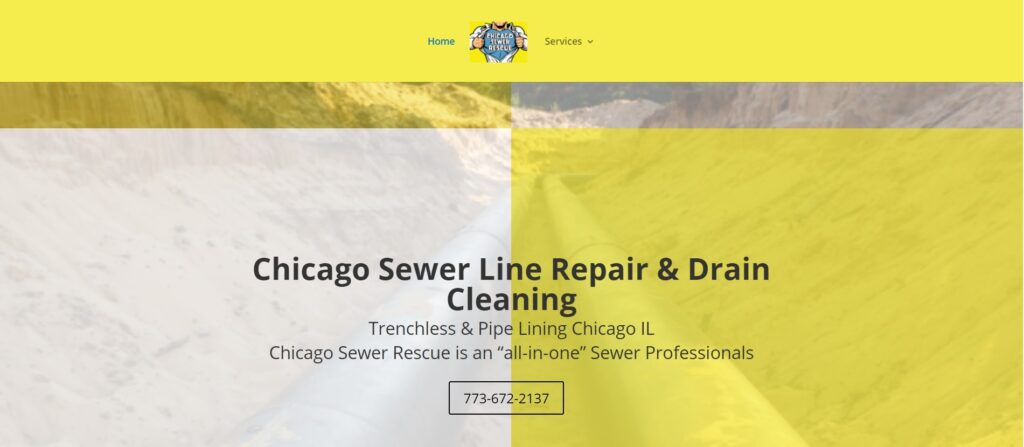 Home
CHICAGO
SEWER
RESCUE
Services
Chicago Sewer Line Repair & Drain
Cleaning
Trenchless & Pipe Lining Chicago IL
Chicago Sewer Rescue is an “all-in-one” Sewer Professionals
773-672-2137